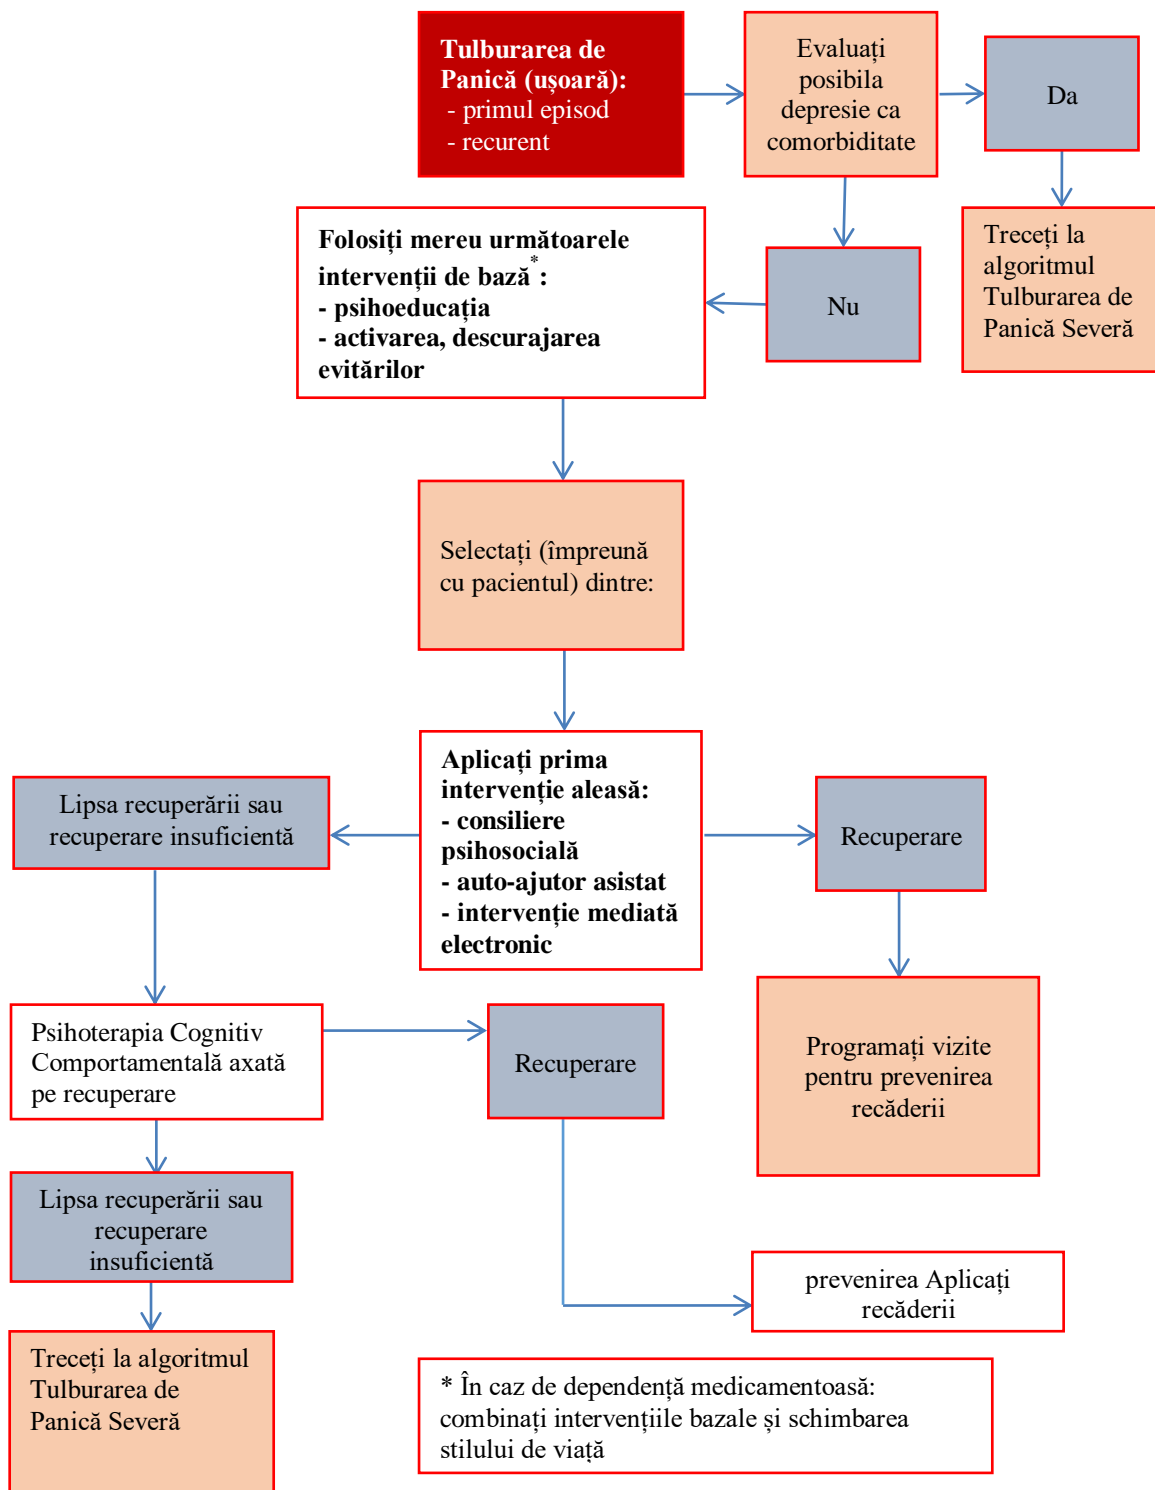 Tulburarea de
Panică (ușoară):
- primul episod
- recurent
Evaluați
posibila
depresie ca
comorbiditate
Da
Treceți la
algoritmul
Tulburarea de
Panică Severă
Nu
Folosiți mereu următoarele
intervenții de bază*:
- psihoeducația
- activarea, descurajarea
evitărilor
Selectați (împreună
cu pacientul) dintre:
Aplicați prima
intervenție aleasă:
- consiliere
psihosocială
- auto-ajutor asistat
- intervenție mediată
electronic
Lipsa recuperării sau
recuperare insuficientă
Recuperare
Programați vizite
pentru prevenirea
recăderii
Psihoterapia Cognitiv
Comportamentală axată
pe recuperare
Recuperare
prevenirea Aplicați
recăderii
Lipsa recuperării sau
recuperare
insuficientă
Treceți la algoritmul
Tulburarea de
Panică Severă
* În caz de dependență medicamentoasă:
combinați intervențiile bazale și schimbarea
stilului de viață